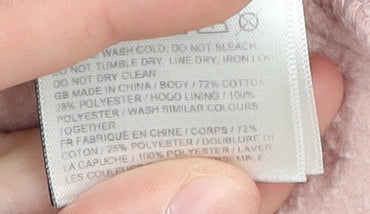 WASH COLD. DO NOT BLEACH.
DO NOT TUMBLE DRY, LINE DRY, IRON LOW
DO NOT DRY CLEAN
GB MADE IN CHINA / BODY / 72% COTTON
28% POLYESTER / HOOD LINING / 100%
POLYESTER / WASH SIMILAR COLOURS
TOGETHER
FR FABRIQUÉ EN CHINE / CORPS / 72%
COTON / 28% POLYESTER / DOUBLURE DE
LA CAPUCHE / 100% POLYESTER /
LES COULEURS